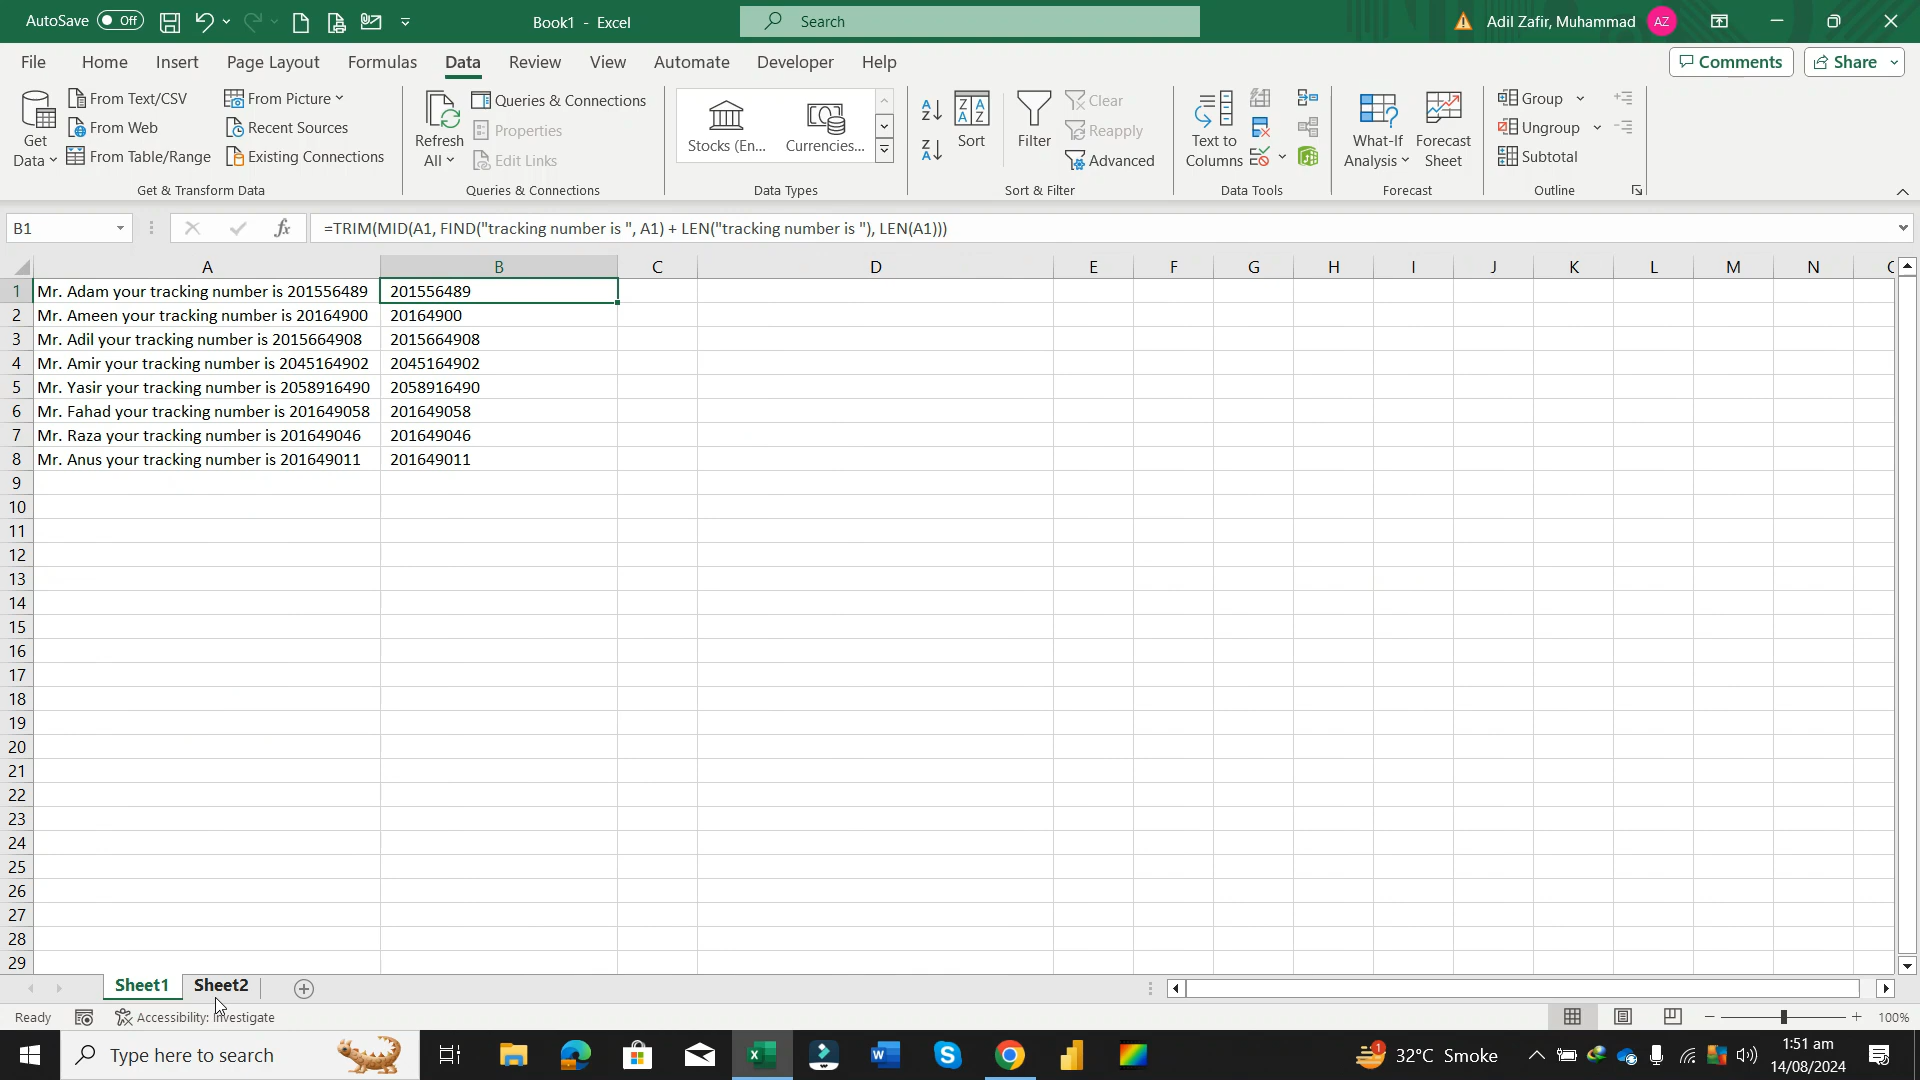 AutoSave Off Book1 - Excel Search Adil Zafir, Muhammad AZ
File Home Insert Page Layout Formulas Data Review View Automate Developer Help Comments Share
Get Data From Text/CSV From Picture Refresh All Queries & Connections Stocks (En... Currencies... Sort Filter Clear Text to Columns What-If Analysis Forecast Sheet Group
From Web Recent Sources Properties Reapply Ungroup
From Table/Range Existing Connections Edit Links Advanced Subtotal
Get & Transform Data Queries & Connections Data Types Sort & Filter Data Tools Forecast Outline
B1 fx =TRIM(MID(A1, FIND("tracking number is ", A1) + LEN("tracking number is "), LEN(A1)))
A B C D E F G H I J K L M N
1 Mr. Adam your tracking number is 201556489 201556489
2 Mr. Ameen your tracking number is 20164900 20164900
3 Mr. Adil your tracking number is 2015664908 2015664908
4 Mr. Amir your tracking number is 2045164902 2045164902
5 Mr. Yasir your tracking number is 2058916490 2058916490
6 Mr. Fahad your tracking number is 201649058 201649058
7 Mr. Raza your tracking number is 201649046 201649046
8 Mr. Anus your tracking number is 201649011 201649011
9
10
11
12
13
14
15
16
17
18
19
20
21
22
23
24
25
26
27
28
29
Sheet1 Sheet2
Ready Accessibility: Investigate 100%
Type here to search 1 32°C Smoke 1:51 am
14/08/2024